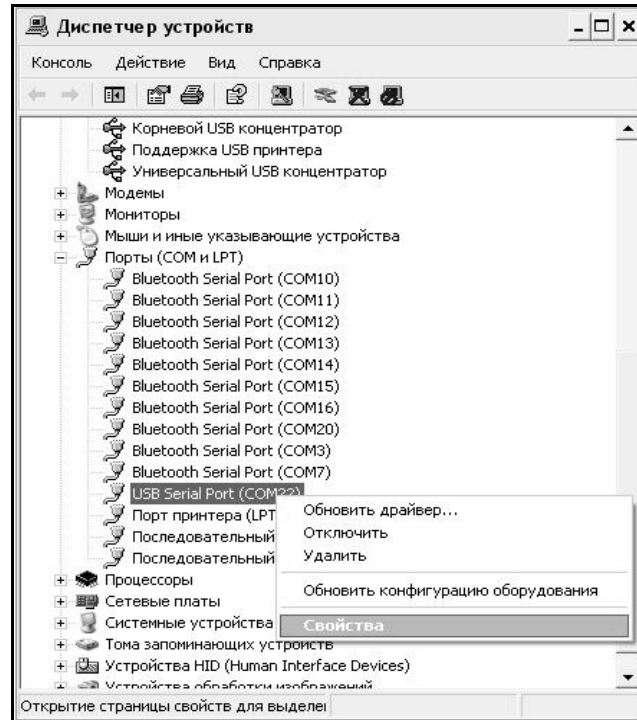 Диспетчер устройств
Консоль Действие Вид Справка
Корневой USB концентратор
Поддержка USB принтера
Универсальный USB концентратор
Модемы
Мониторы
Мыши и иные указывающие устройства
Порты (COM и LPT)
Bluetooth Serial Port (COM10)
Bluetooth Serial Port (COM11)
Bluetooth Serial Port (COM12)
Bluetooth Serial Port (COM13)
Bluetooth Serial Port (COM14)
Bluetooth Serial Port (COM15)
Bluetooth Serial Port (COM16)
Bluetooth Serial Port (COM20)
Bluetooth Serial Port (COM3)
Bluetooth Serial Port (COM7)
USB Serial Port (COM22)
Обновить драйвер...
Порт принтера (LPT
Отключить
Последовательный
Удалить
Последовательный
Процессоры
Обновить конфигурацию оборудования
Сетевые платы
Системные устройства
Свойства
Тома запоминающих устройств
Устройства HID (Human Interface Devices)
Устройства обработки изображений
Открытие страницы свойств для выделе